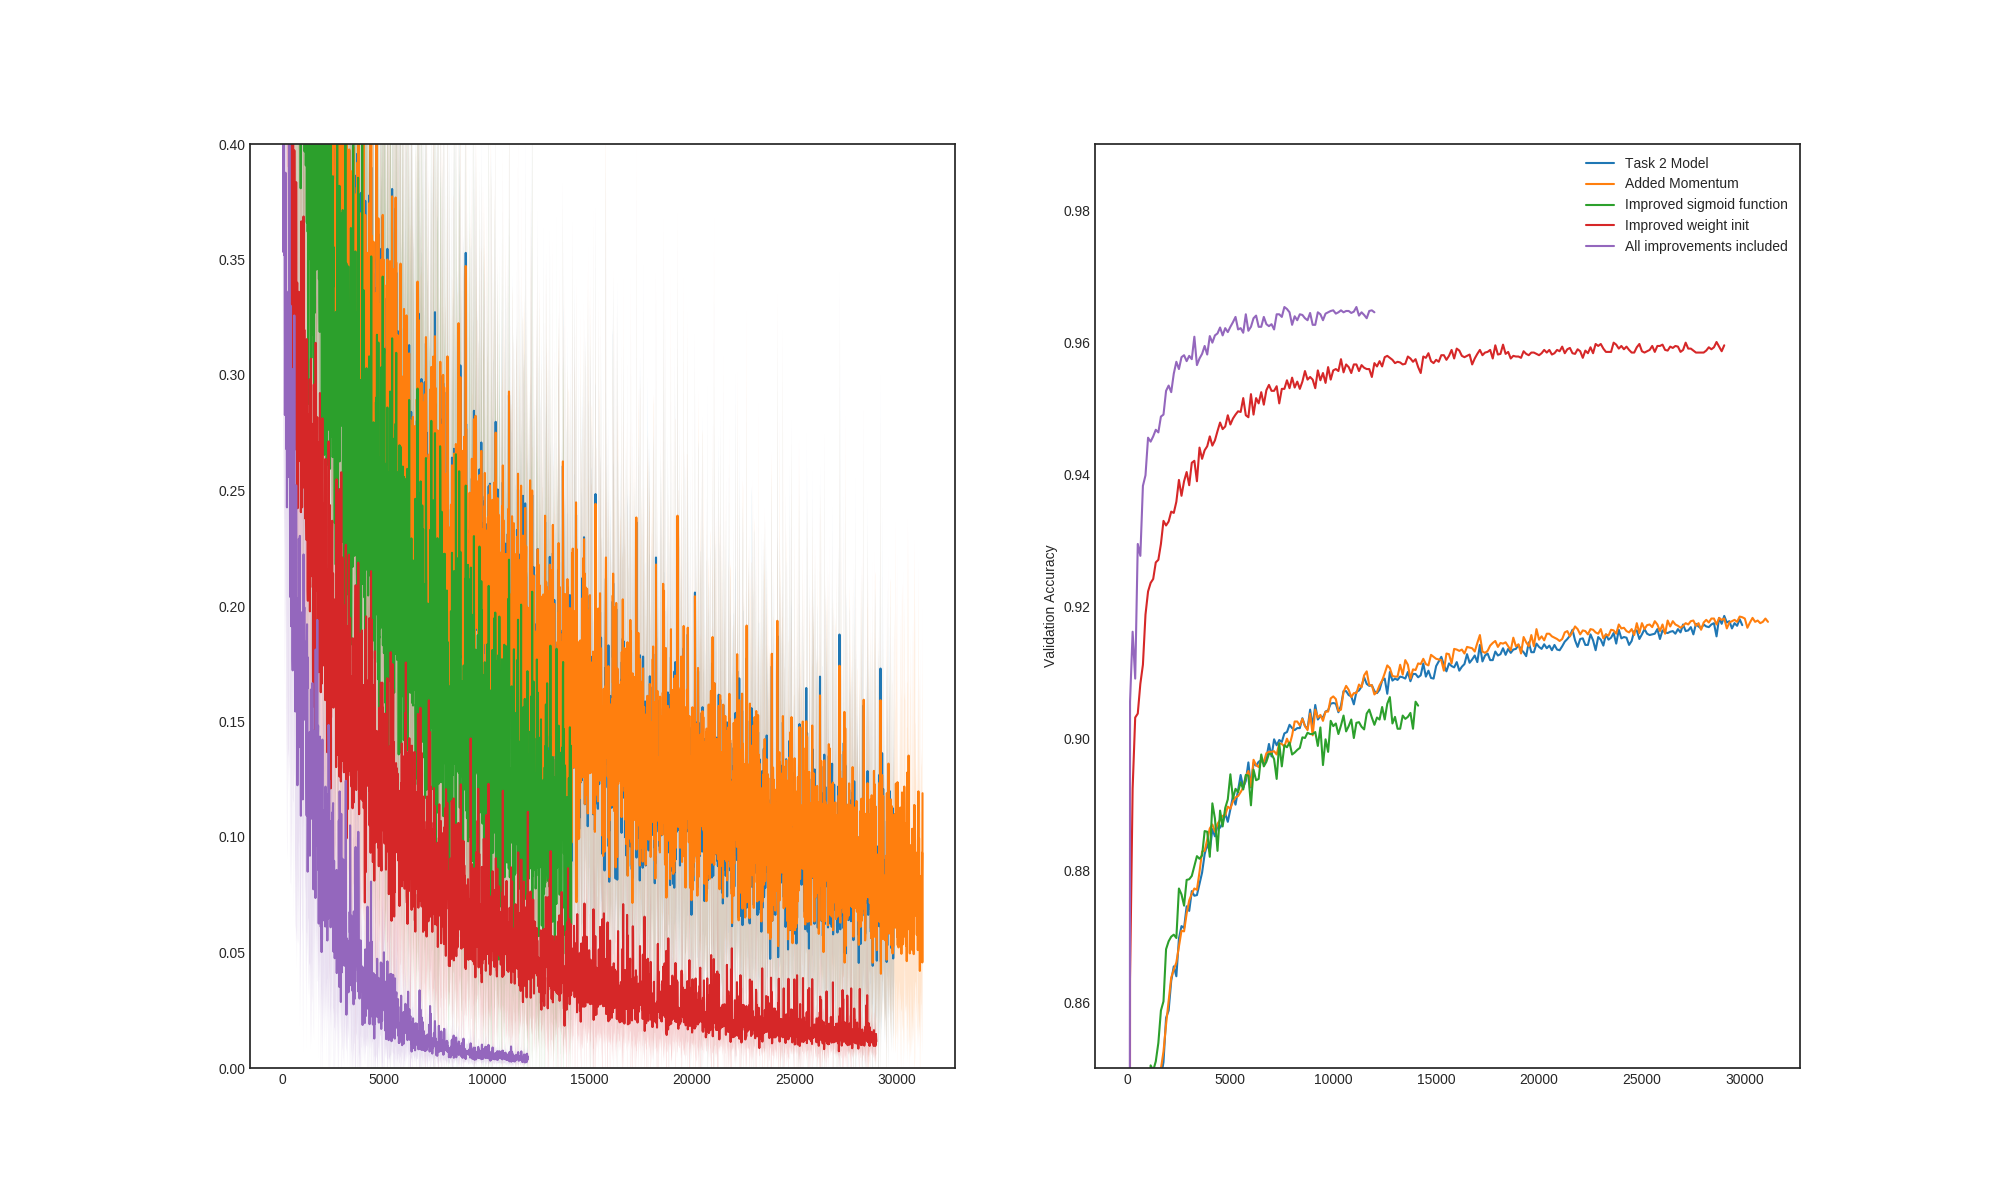 0.40
0.35
0.30
0.25
0.20
0.15
0.10
0.05
0.00
0 5000 10000 15000 20000 25000 30000
Validation Accuracy
0.98
0.96
0.94
0.92
0.90
0.88
0.86
0 5000 10000 15000 20000 25000 30000
Task 2 Model
Added Momentum
Improved sigmoid function
Improved weight init
All improvements included